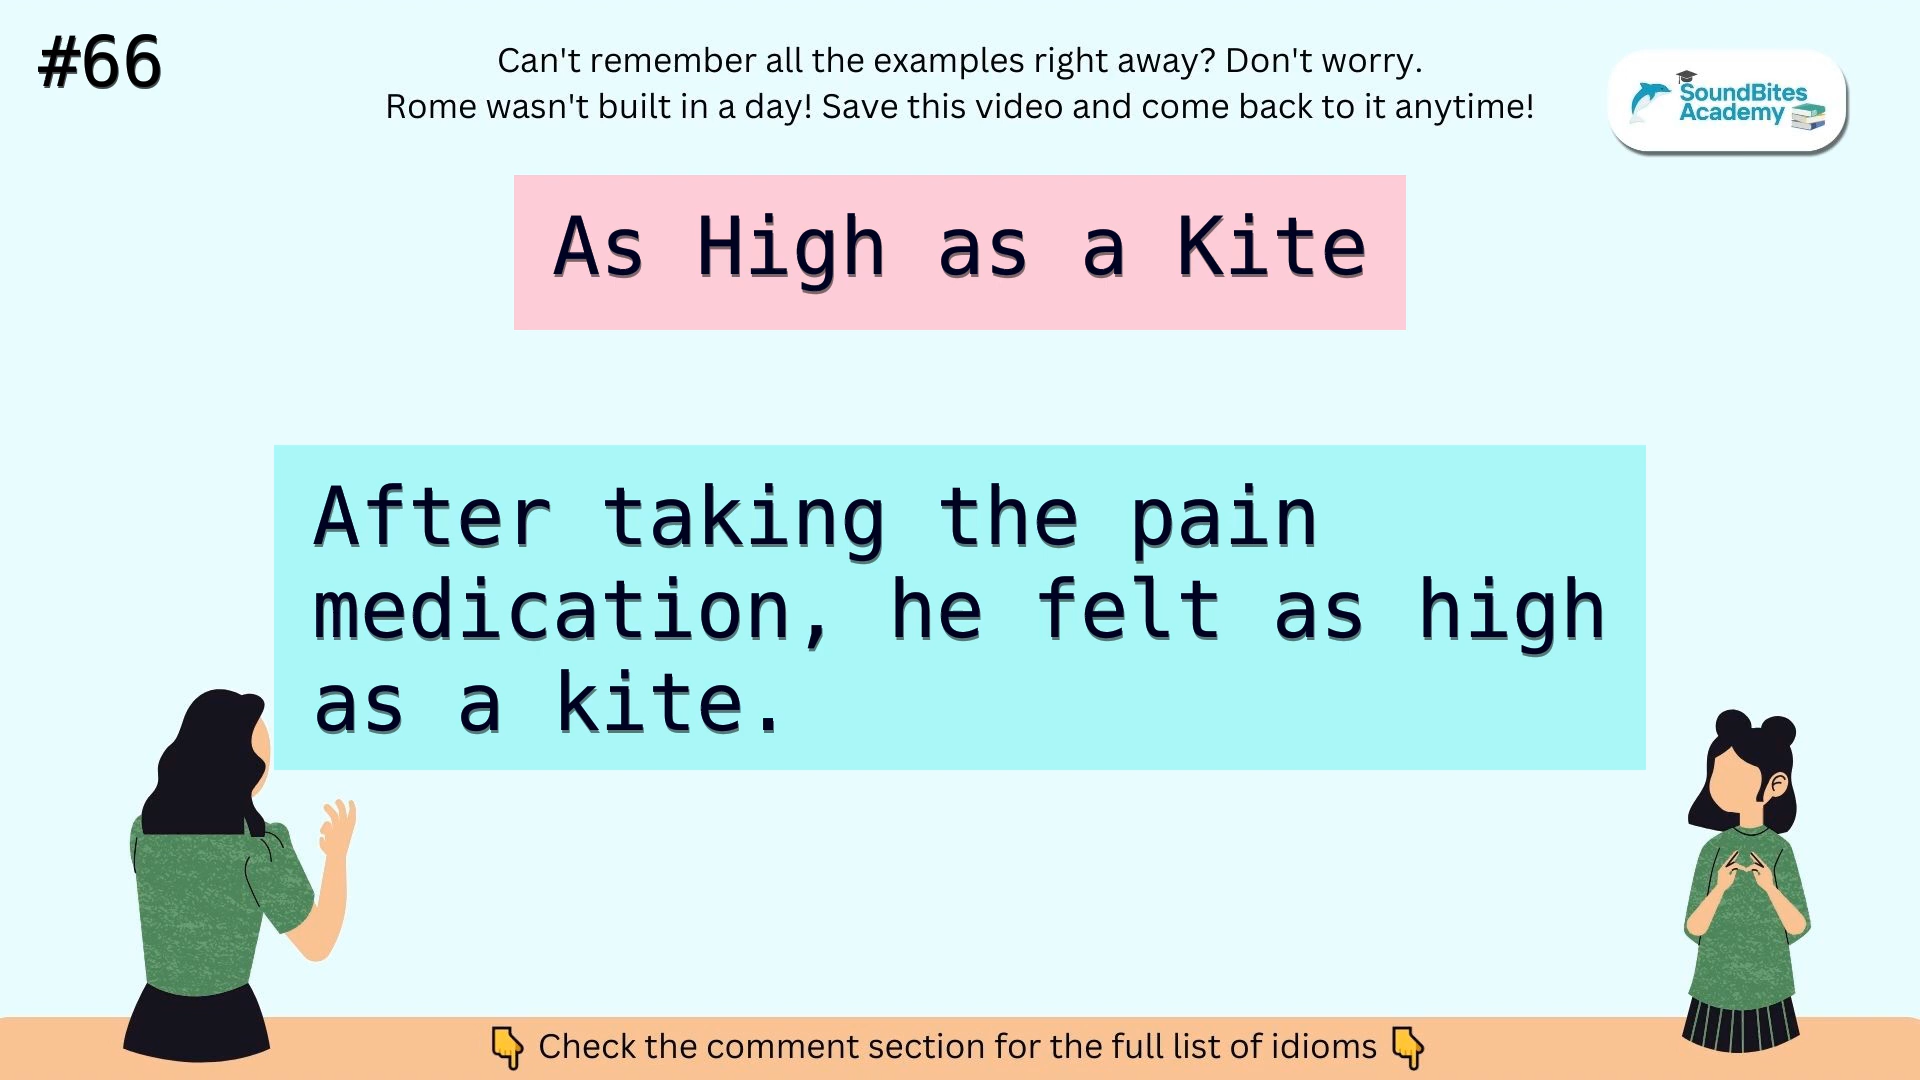 #66
Can't remember all the examples right away? Don't worry.
Rome wasn't built in a day! Save this video and come back to it anytime!
SoundBites
Academy
As High as a Kite
After taking the pain
medication, he felt as high
as a kite.
👇 Check the comment section for the full list of idioms 👇